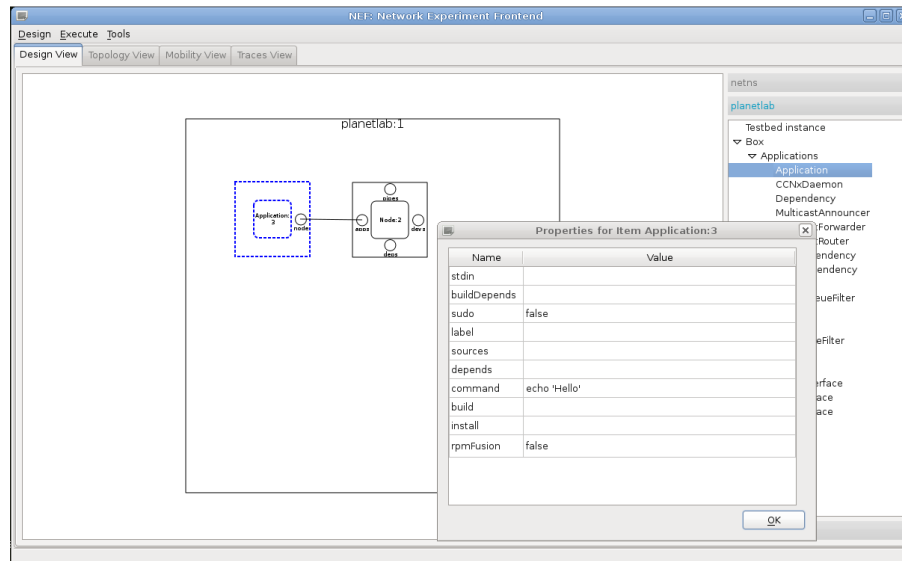 NEF: Network Experiment Frontend
Design Execute Tools
Design View Topology View Mobility View Traces View
netns
planetlab
Testbed instance
Box
Applications
Application
CCNxDaemon
Dependency
MulticastAnnouncer
Forwarder
Router
endency
endency
eueFilter
eFilter
erface
ace
ace
planetlab:1
Application:
3
node
pipes
apps
Node:2
devs
deps
Properties for Item Application:3
Name Value
stdin
buildDepends
sudo false
label
sources
depends
command echo 'Hello'
build
install
rpmFusion false
OK